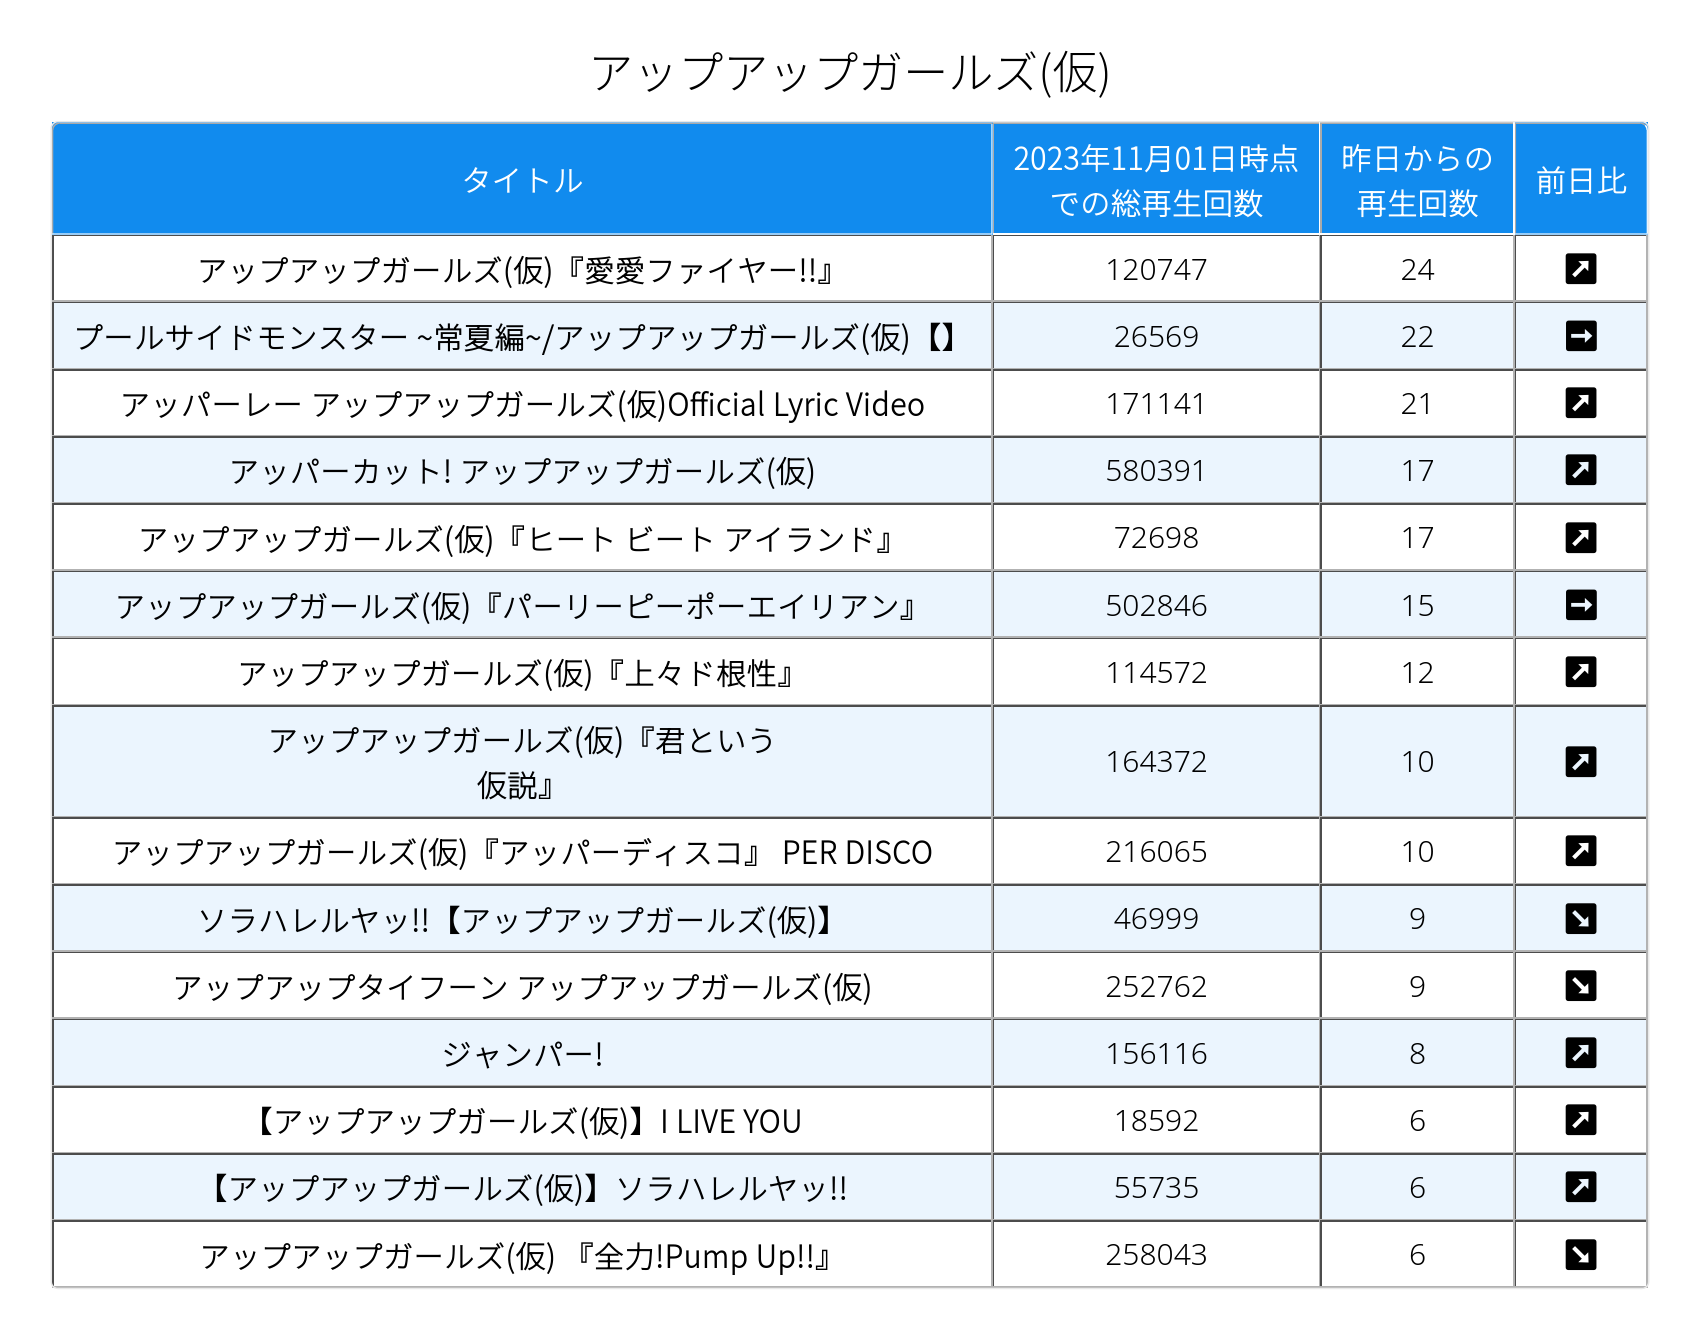 アップアップガールズ(仮)
タイトル 2023年11月01日時点での総再生回数 昨日からの再生回数 前日比
アップアップガールズ(仮)『愛愛ファイヤー!!』 120747 24
プールサイドモンスター ~常夏編~/アップアップガールズ(仮)【】 26569 22
アッパーレー アップアップガールズ(仮)Official Lyric Video 171141 21
アッパーカット! アップアップガールズ(仮) 580391 17
アップアップガールズ(仮)『ヒート ビート アイランド』 72698 17
アップアップガールズ(仮)『パーリーピーポーエイリアン』 502846 15
アップアップガールズ(仮)『上々ド根性』 114572 12
アップアップガールズ(仮)『君という
仮説』 164372 10
アップアップガールズ(仮)『アッパーディスコ』 PER DISCO 216065 10
ソラハレルヤッ!!【アップアップガールズ(仮)】 46999 9
アップアップタイフーン アップアップガールズ(仮) 252762 9
ジャンパー! 156116 8
【アップアップガールズ(仮)】I LIVE YOU 18592 6
【アップアップガールズ(仮)】ソラハレルヤッ!! 55735 6
アップアップガールズ(仮) 『全力!Pump Up!!』 258043 6